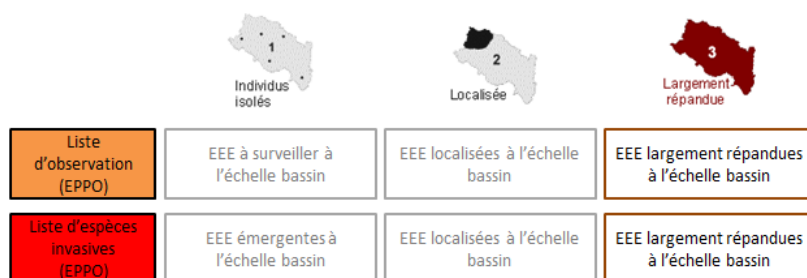 1
Individus
isolés
2
Localisée
3
Largement
répandue
Liste
d'observation
(EPPO)
EEE à surveiller à
l'échelle bassin
EEE localisées à l'échelle
bassin
EEE largement répandues
à l'échelle bassin
Liste d'espèces
invasives
(EPPO)
EEE émergentes à
l'échelle bassin
EEE localisées à l'échelle
bassin
EEE largement répandues
à l'échelle bassin